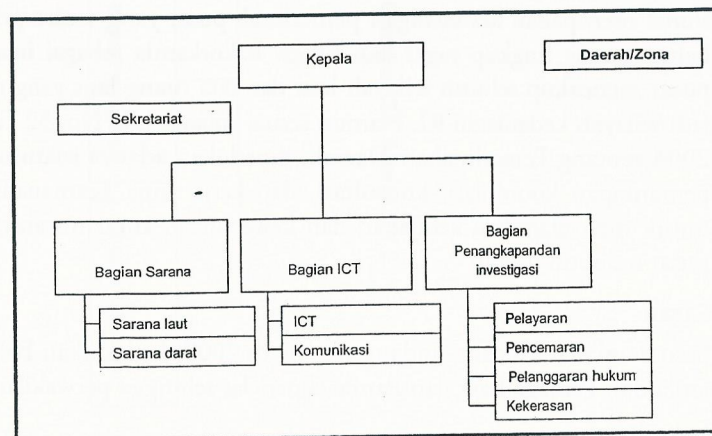 Kepala
Daerah/Zona
Sekretariat
Bagian Sarana
Bagian ICT
Bagian
Penangkapandan
investigasi
Sarana laut
Sarana darat
ICT
Komunikasi
Pelayaran
Pencemaran
Pelanggaran hukum
Kekerasan